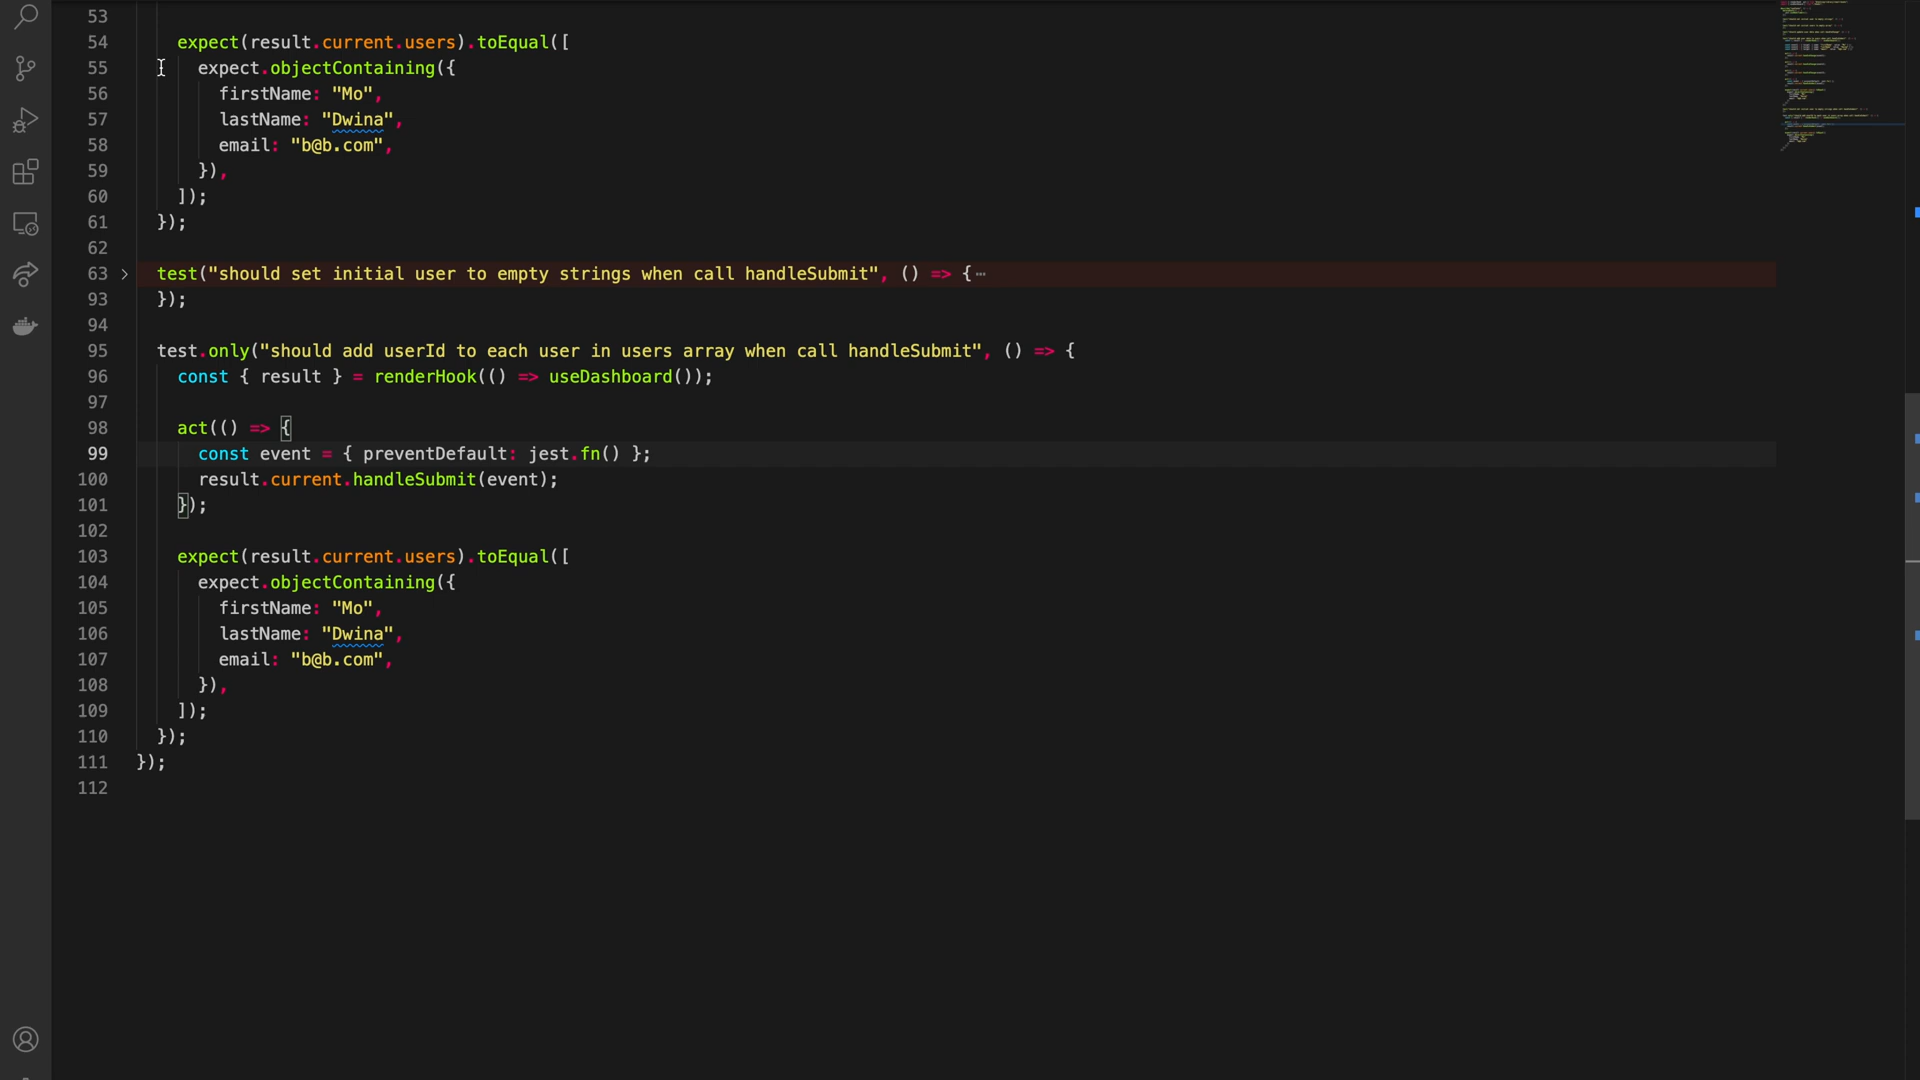 53
54 expect(result.current.users).toEqual([
55 expect.objectContaining({
56 firstName: "Mo",
57 lastName: "Dwina",
58 email: "b@b.com",
59 }),
60 ]);
61 });
62
63 test("should set initial user to empty strings when call handleSubmit", () => {⋯
93 });
94
95 test.only("should add userId to each user in users array when call handleSubmit", () => {
96 const { result } = renderHook(() => useDashboard());
97
98 act(() => {
99 const event = { preventDefault: jest.fn() };
100 result.current.handleSubmit(event);
101 });
102
103 expect(result.current.users).toEqual([
104 expect.objectContaining({
105 firstName: "Mo",
106 lastName: "Dwina",
107 email: "b@b.com",
108 }),
109 ]);
110 });
111 });
112